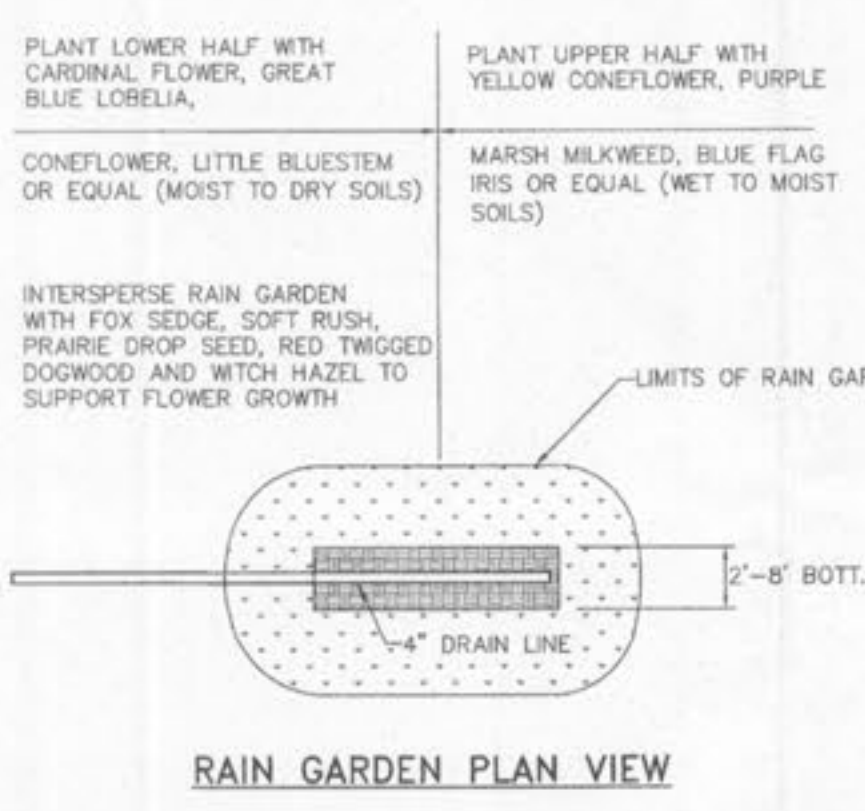 PLANT LOWER HALF WITH
CARDINAL FLOWER, GREAT
BLUE LOBELIA,
PLANT UPPER HALF WITH
YELLOW CONEFLOWER, PURPLE
CONEFLOWER, LITTLE BLUESTEM
OR EQUAL (MOIST TO DRY SOILS)
MARSH MILKWEED, BLUE FLAG
IRIS OR EQUAL (WET TO MOIST
SOILS)
INTERSPERSE RAIN GARDEN
WITH FOX SEDGE, SOFT RUSH,
PRAIRIE DROP SEED, RED TWIGGED
DOGWOOD AND WITCH HAZEL TO
SUPPORT FLOWER GROWTH
LIMITS OF RAIN GAR
2'-8' BOTT.
4" DRAIN LINE
RAIN GARDEN PLAN VIEW